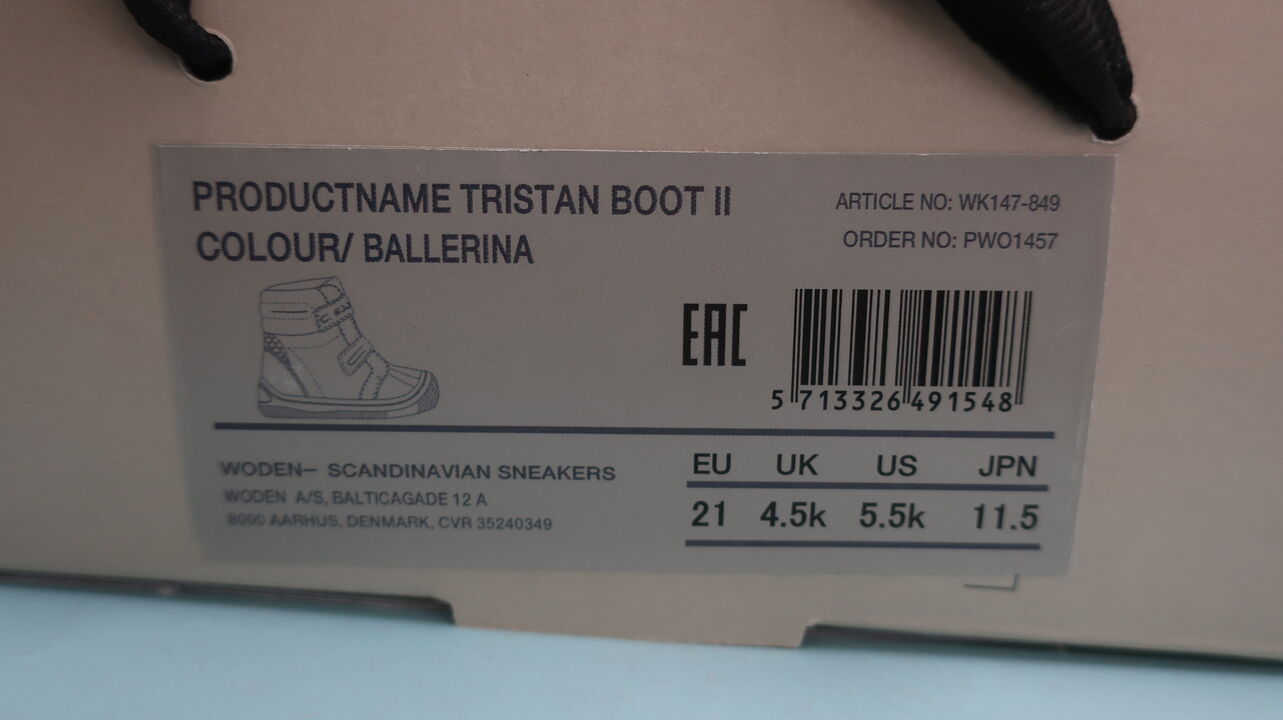 PRODUCTNAME TRISTAN BOOT II
COLOUR/ BALLERINA
ARTICLE NO: WK147-849
ORDER NO: PWO1457
EAC
5 713326 491548
WODEN– SCANDINAVIAN SNEAKERS
WODEN A/S, BALTICAGADE 12 A
8000 AARHUS, DENMARK, CVR 35240349
EU UK US JPN
21 4.5k 5.5k 11.5